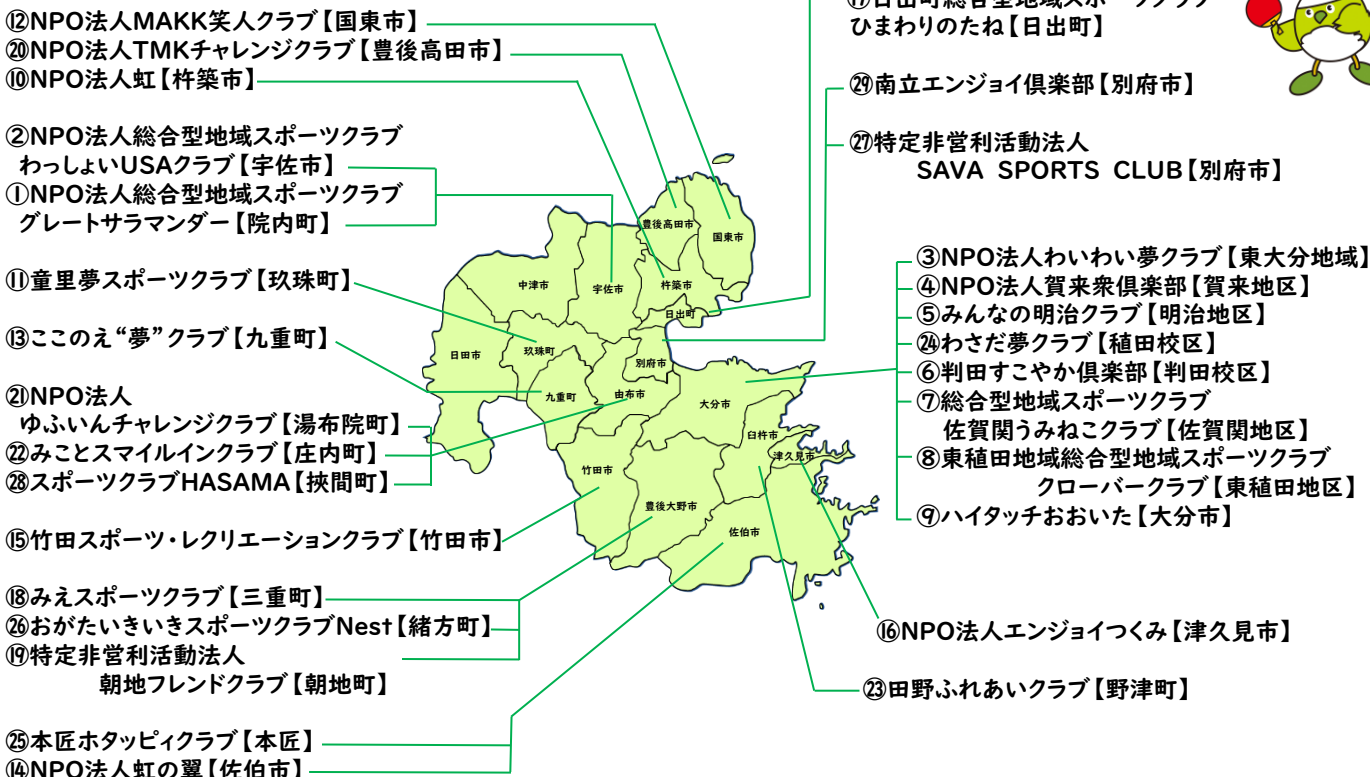 ⑫NPO法人MAKK笑人クラブ【国東市】
⑳NPO法人TMKチャレンジクラブ【豊後高田市】
⑩NPO法人虹【杵築市】
②NPO法人総合型地域スポーツクラブ
わっしょいUSAクラブ【宇佐市】
①NPO法人総合型地域スポーツクラブ
グレートサラマンダー【院内町】
⑪童里夢スポーツクラブ【玖珠町】
⑬ここのえ“夢”クラブ【九重町】
㉑NPO法人
ゆふいんチャレンジクラブ【湯布院町】
㉒みことスマイルインクラブ【庄内町】
㉘スポーツクラブHASAMA【挾間町】
⑮竹田スポーツ・レクリエーションクラブ【竹田市】
⑱みえスポーツクラブ【三重町】
㉖おがたいきいきスポーツクラブNest【緒方町】
⑲特定非営利活動法人
朝地フレンドクラブ【朝地町】
㉕本匠ホタッピィクラブ【本匠】
⑭NPO法人虹の翼【佐伯市】
豊後高田市
国東市
中津市
宇佐市
杵築市
日出町
日田市
玖珠町
別府市
九重町
由布市
大分市
臼杵市
津久見市
竹田市
豊後大野市
佐伯市
⑰日出町総合型地域スポーツクラブ
ひまわりのたね【日出町】
㉙南立エンジョイ倶楽部【別府市】
㉗特定非営利活動法人
SAVA SPORTS CLUB【別府市】
③NPO法人わいわい夢クラブ【東大分地域】
④NPO法人賀来衆倶楽部【賀来地区】
⑤みんなの明治クラブ【明治地区】
㉔わさだ夢クラブ【稙田校区】
⑥判田すこやか倶楽部【判田校区】
⑦総合型地域スポーツクラブ
佐賀関うみねこクラブ【佐賀関地区】
⑧東稙田地域総合型地域スポーツクラブ
クローバークラブ【東稙田地区】
⑨ハイタッチおおいた【大分市】
⑯NPO法人エンジョイつくみ【津久見市】
㉓田野ふれあいクラブ【野津町】